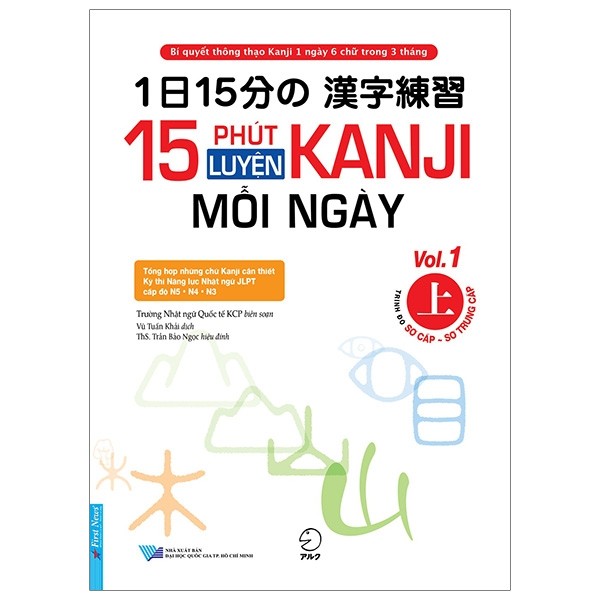 Bí quyết thông thạo Kanji 1 ngày 6 chữ trong 3 tháng
1日15分の 漢字練習
15 PHÚT LUYỆN KANJI
MỖI NGÀY
Vol.1
上
TRÌNH ĐỘ SƠ CẤP – SƠ TRUNG CẤP
Tổng hợp những chữ Kanji cần thiết
Kỳ thi Năng lực Nhật ngữ JLPT
cấp độ N5・N4・N3
Trường Nhật ngữ Quốc tế KCP biên soạn
Vũ Tuấn Khải dịch
ThS. Trần Bảo Ngọc hiệu đính
木
山
First News
NHÀ XUẤT BẢN
ĐẠI HỌC QUỐC GIA TP. HỒ CHÍ MINH
アルク